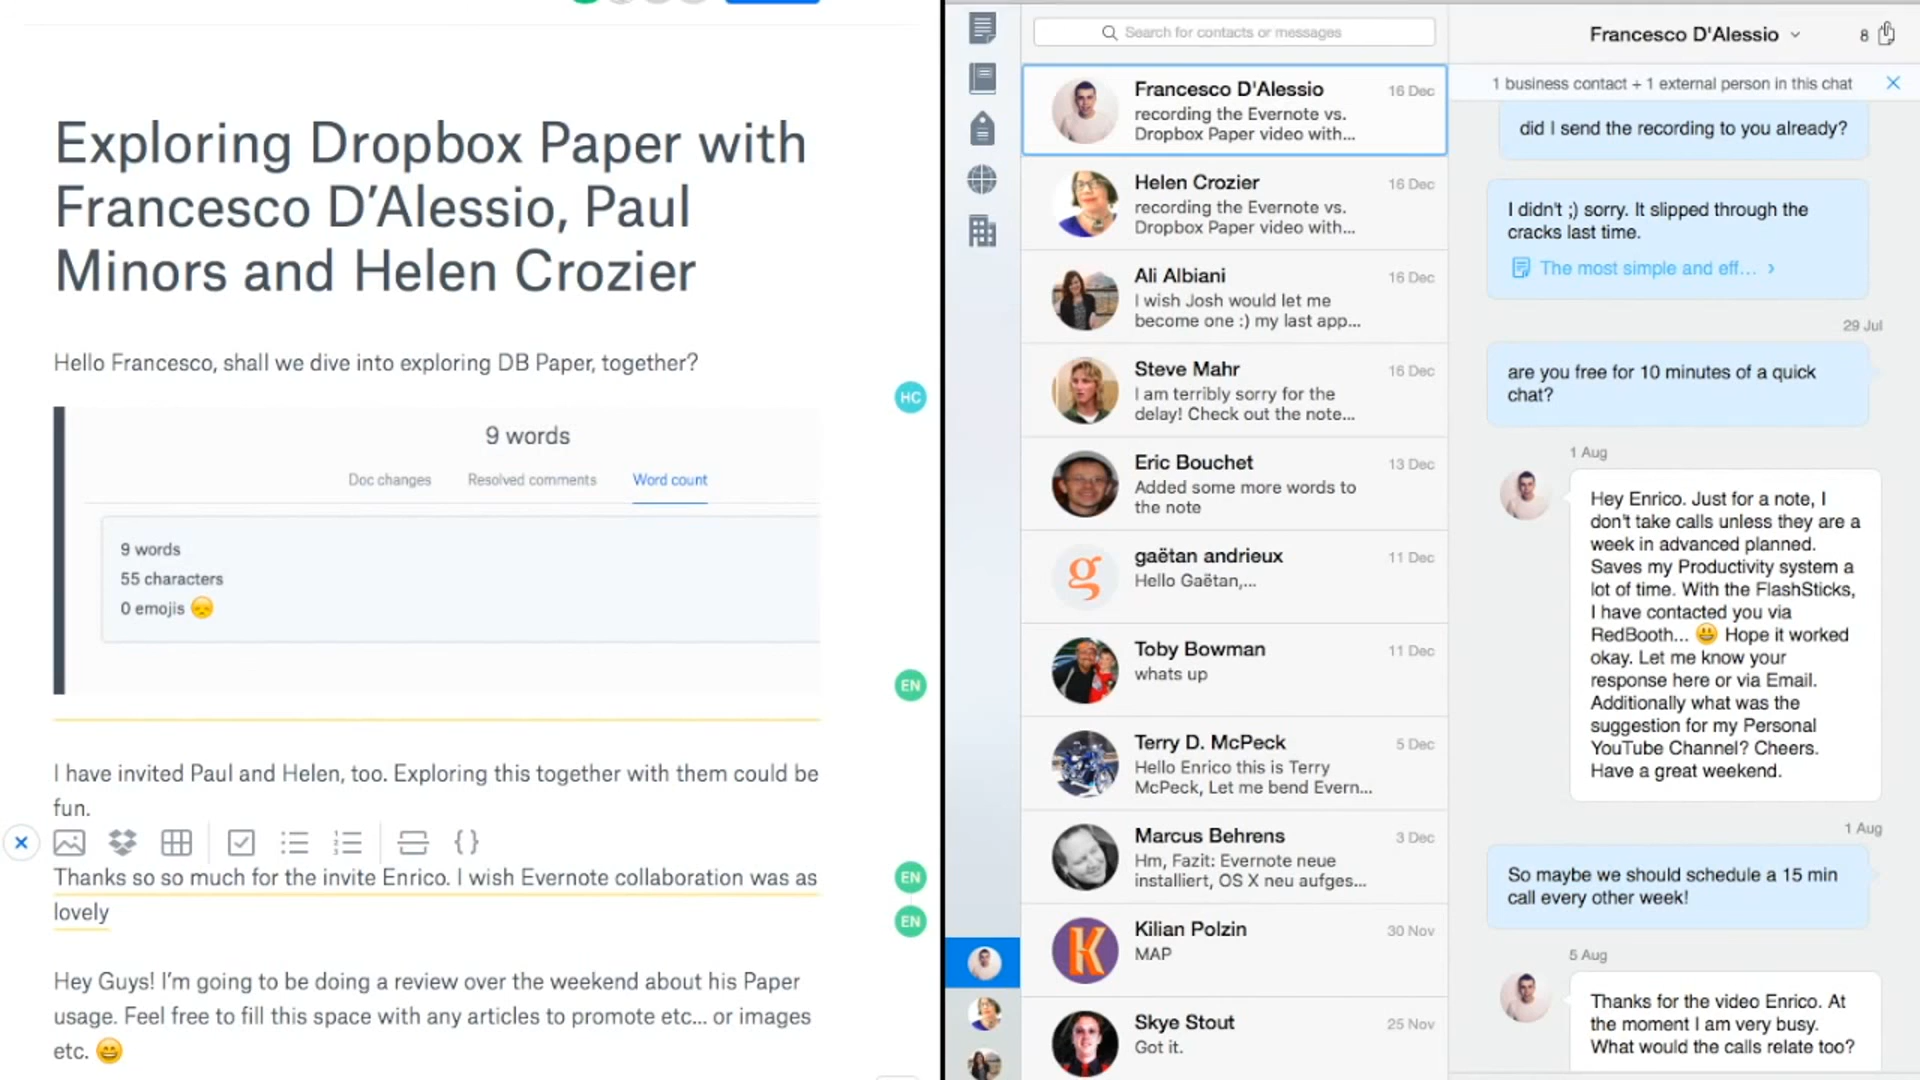 Exploring Dropbox Paper with
Francesco D'Alessio, Paul
Minors and Helen Crozier
Hello Francesco, shall we dive into exploring DB Paper, together?
HC
9 words
Doc changes
Resolved comments
Word count
9 words
55 characters
0 emojis 😞
EN
I have invited Paul and Helen, too. Exploring this together with them could be
fun.
Thanks so so much for the invite Enrico. I wish Evernote collaboration was as
lovely
EN
EN
Hey Guys! I'm going to be doing a review over the weekend about his Paper
usage. Feel free to fill this space with any articles to promote etc... or images
etc. 😄
Search for contacts or messages
Francesco D'Alessio
16 Dec
recording the Evernote vs.
Dropbox Paper video with...
Helen Crozier
16 Dec
recording the Evernote vs.
Dropbox Paper video with...
Ali Albiani
16 Dec
I wish Josh would let me
become one :) my last app...
Steve Mahr
16 Dec
I am terribly sorry for the
delay! Check out the note...
Eric Bouchet
13 Dec
Added some more words to
the note
g
gaëtan andrieux
11 Dec
Hello Gaëtan,...
Toby Bowman
11 Dec
whats up
Terry D. McPeck
5 Dec
Hello Enrico this is Terry
McPeck, Let me bend Evern...
Marcus Behrens
3 Dec
Hm, Fazit: Evernote neue
installiert, OS X neu aufges...
K
Kilian Polzin
30 Nov
MAP
Skye Stout
25 Nov
Got it.
Francesco D'Alessio
8
1 business contact + 1 external person in this chat
did I send the recording to you already?
I didn't ;) sorry. It slipped through the
cracks last time.
The most simple and eff... ›
29 Jul
are you free for 10 minutes of a quick
chat?
1 Aug
Hey Enrico. Just for a note, I
don't take calls unless they are a
week in advanced planned.
Saves my Productivity system a
lot of time. With the FlashSticks,
I have contacted you via
RedBooth... 😃 Hope it worked
okay. Let me know your
response here or via Email.
Additionally what was the
suggestion for my Personal
YouTube Channel? Cheers.
Have a great weekend.
1 Aug
So maybe we should schedule a 15 min
call every other week!
5 Aug
Thanks for the video Enrico. At
the moment I am very busy.
What would the calls relate too?